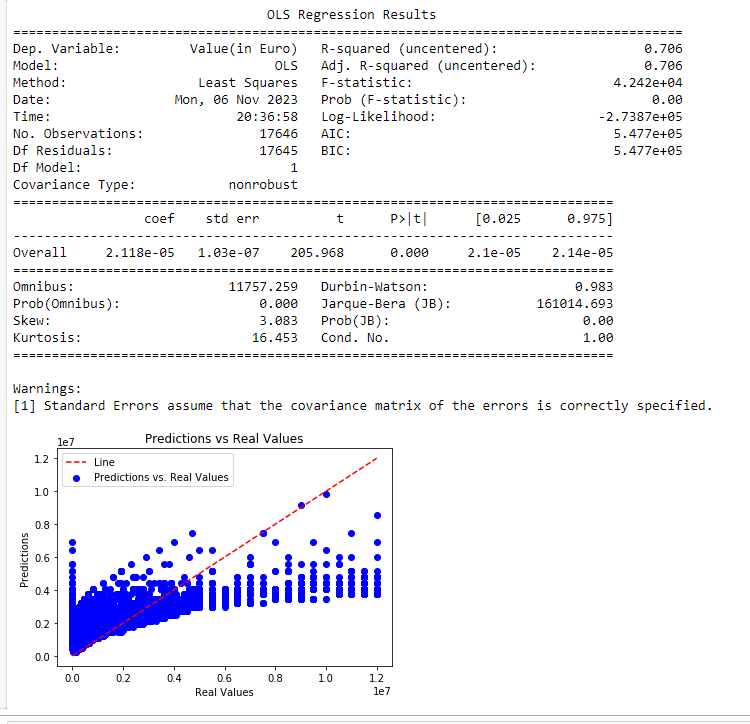 OLS Regression Results
Dep. Variable: Value(in Euro) R-squared (uncentered): 0.706
Model: OLS Adj. R-squared (uncentered): 0.706
Method: Least Squares F-statistic: 4.242e+04
Date: Mon, 06 Nov 2023 Prob (F-statistic): 0.00
Time: 20:36:58 Log-Likelihood: -2.7387e+05
No. Observations: 17646 AIC: 5.477e+05
Df Residuals: 17645 BIC: 5.477e+05
Df Model: 1
Covariance Type: nonrobust
coef std err t P>|t| [0.025 0.975]
Overall 2.118e-05 1.03e-07 205.968 0.000 2.1e-05 2.14e-05
Omnibus: 11757.259 Durbin-Watson: 0.983
Prob(Omnibus): 0.000 Jarque-Bera (JB): 161014.693
Skew: 3.083 Prob(JB): 0.00
Kurtosis: 16.453 Cond. No. 1.00
Warnings:
[1] Standard Errors assume that the covariance matrix of the errors is correctly specified.
Predictions vs Real Values
1e7
Line
Predictions vs. Real Values
1.2
1.0
0.8
0.6
0.4
0.2
0.0
Predictions
0.0 0.2 0.4 0.6 0.8 1.0 1.2
Real Values
1e7